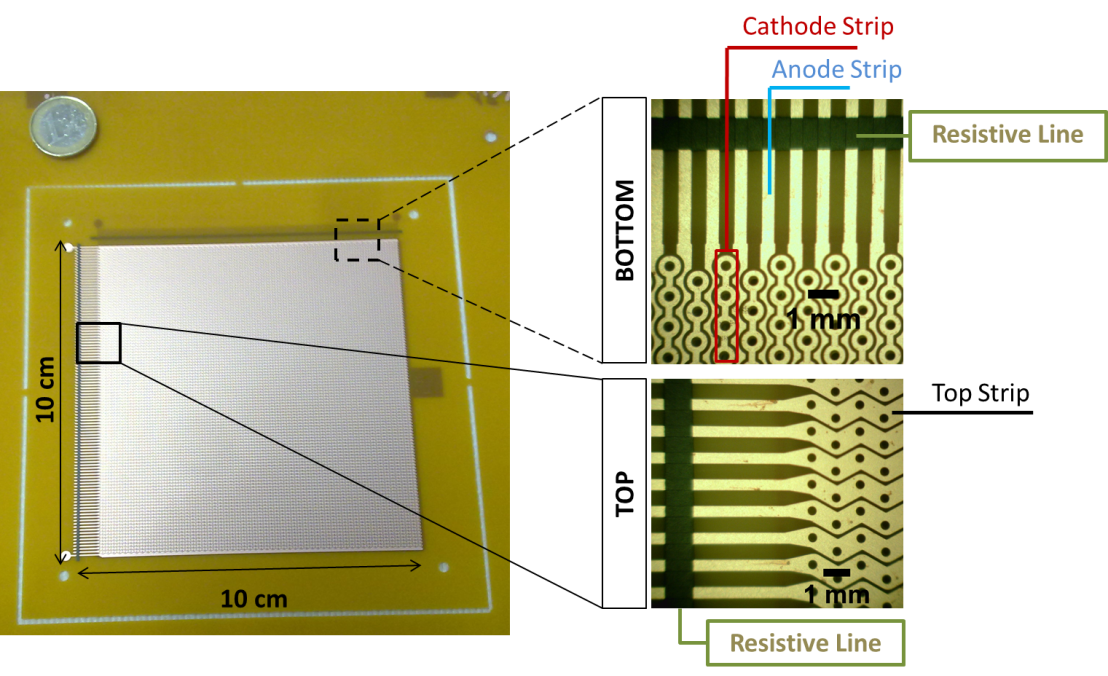 Cathode Strip
Anode Strip
Resistive Line
BOTTOM
1 mm
10 cm
10 cm
TOP
Top Strip
1 mm
Resistive Line